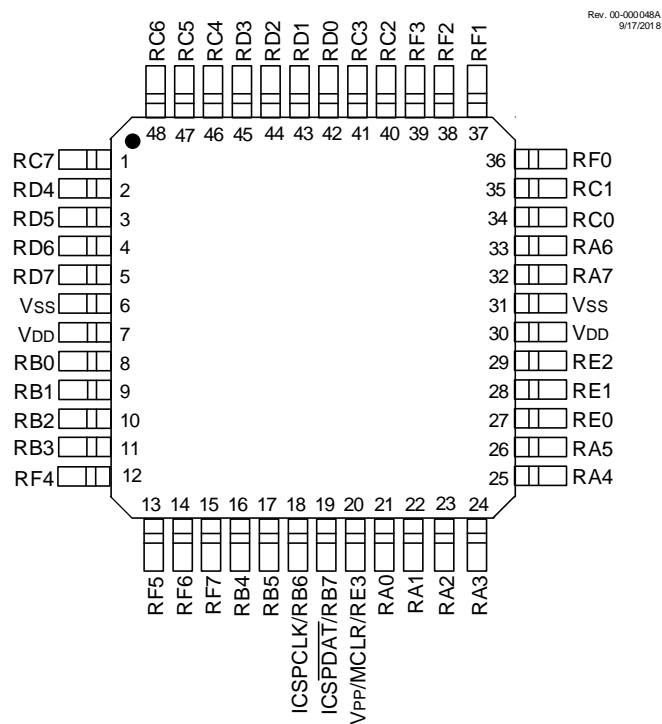 Rev. 00-000048A
9/17/2018
RC6 RC5 RC4 RD3 RD2 RD1 RD0 RC3 RC2 RF3 RF2 RF1
48 47 46 45 44 43 42 41 40 39 38 37
RC7 1 36 RF0
RD4 2 35 RC1
RD5 3 34 RC0
RD6 4 33 RA6
RD7 5 32 RA7
VSS 6 31 VSS
VDD 7 30 VDD
RB0 8 29 RE2
RB1 9 28 RE1
RB2 10 27 RE0
RB3 11 26 RA5
RF4 12 25 RA4
13 14 15 16 17 18 19 20 21 22 23 24
RF5 RF6 RF7 RB4 RB5 ICSPCLK/RB6 ICSPDAT/RB7 VPP/MCLR/RE3 RA0 RA1 RA2 RA3